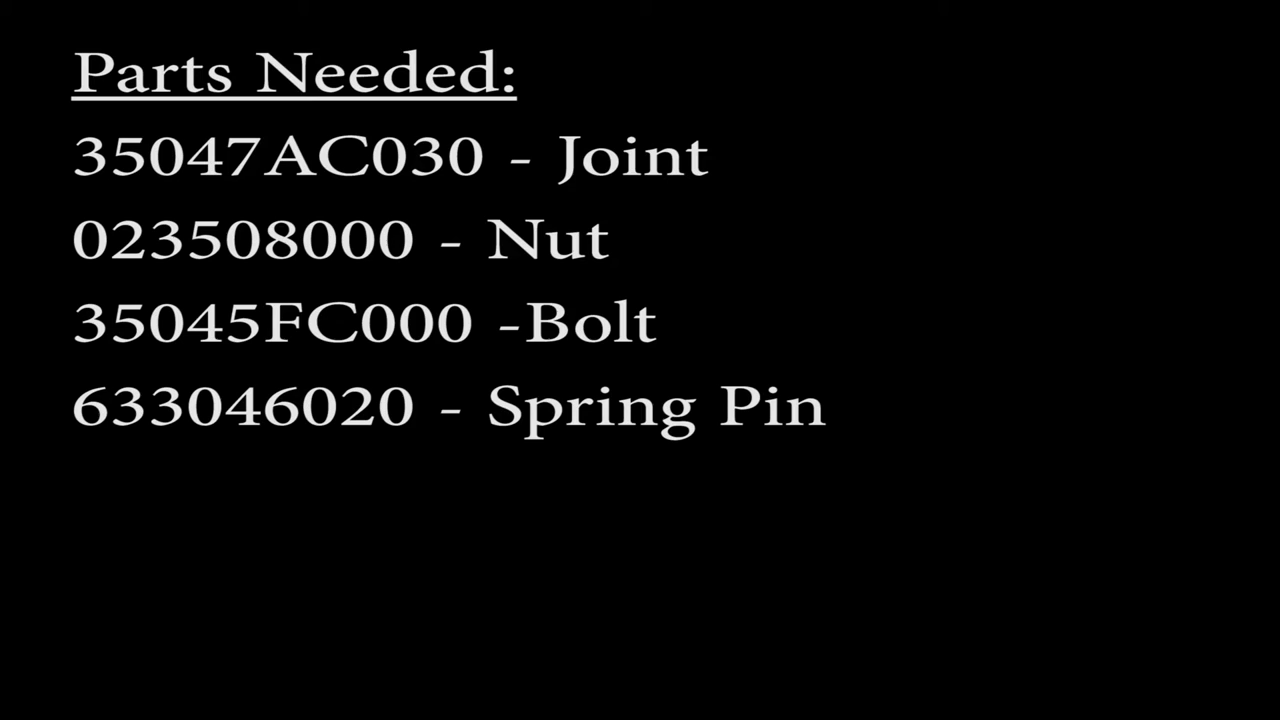 Parts Needed:
35047AC030 - Joint
023508000 - Nut
35045FC000 -Bolt
633046020 - Spring Pin